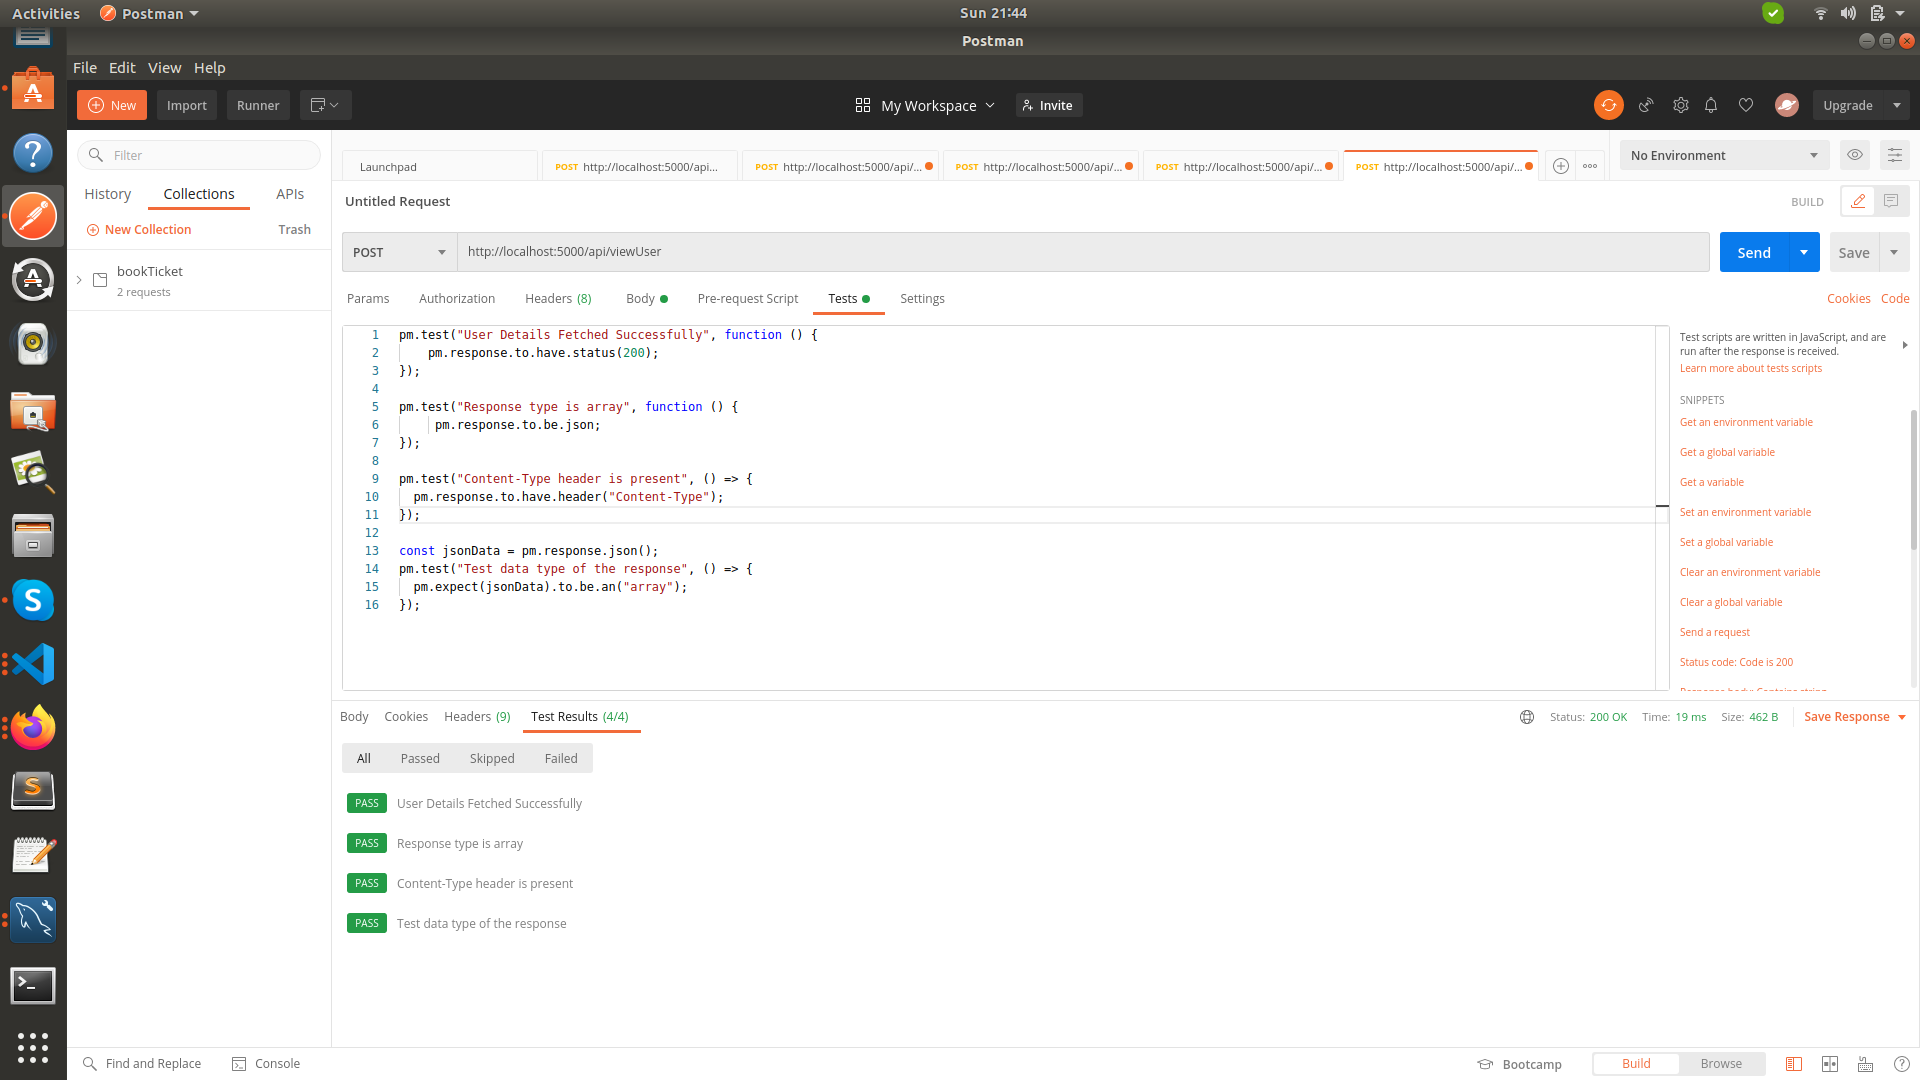 Activities
Postman
Sun 21:44
Postman
File Edit View Help
New
Import
Runner
My Workspace
Invite
Upgrade
Filter
History
Collections
APIs
New Collection
Trash
bookTicket
2 requests
Launchpad
POST http://localhost:5000/api...
POST http://localhost:5000/api/...
POST http://localhost:5000/api/...
POST http://localhost:5000/api/...
POST http://localhost:5000/api/...
No Environment
Untitled Request
BUILD
POST
http://localhost:5000/api/viewUser
Send
Save
Params
Authorization
Headers (8)
Body
Pre-request Script
Tests
Settings
Cookies
Code
1 pm.test("User Details Fetched Successfully", function () {
2 pm.response.to.have.status(200);
3 });
4
5 pm.test("Response type is array", function () {
6 pm.response.to.be.json;
7 });
8
9 pm.test("Content-Type header is present", () => {
10 pm.response.to.have.header("Content-Type");
11 });
12
13 const jsonData = pm.response.json();
14 pm.test("Test data type of the response", () => {
15 pm.expect(jsonData).to.be.an("array");
16 });
Test scripts are written in JavaScript, and are
run after the response is received.
Learn more about tests scripts
SNIPPETS
Get an environment variable
Get a global variable
Get a variable
Set an environment variable
Set a global variable
Clear an environment variable
Clear a global variable
Send a request
Status code: Code is 200
Body
Cookies
Headers (9)
Test Results (4/4)
Status: 200 OK
Time: 19 ms
Size: 462 B
Save Response
All
Passed
Skipped
Failed
PASS User Details Fetched Successfully
PASS Response type is array
PASS Content-Type header is present
PASS Test data type of the response
Find and Replace
Console
Bootcamp
Build
Browse